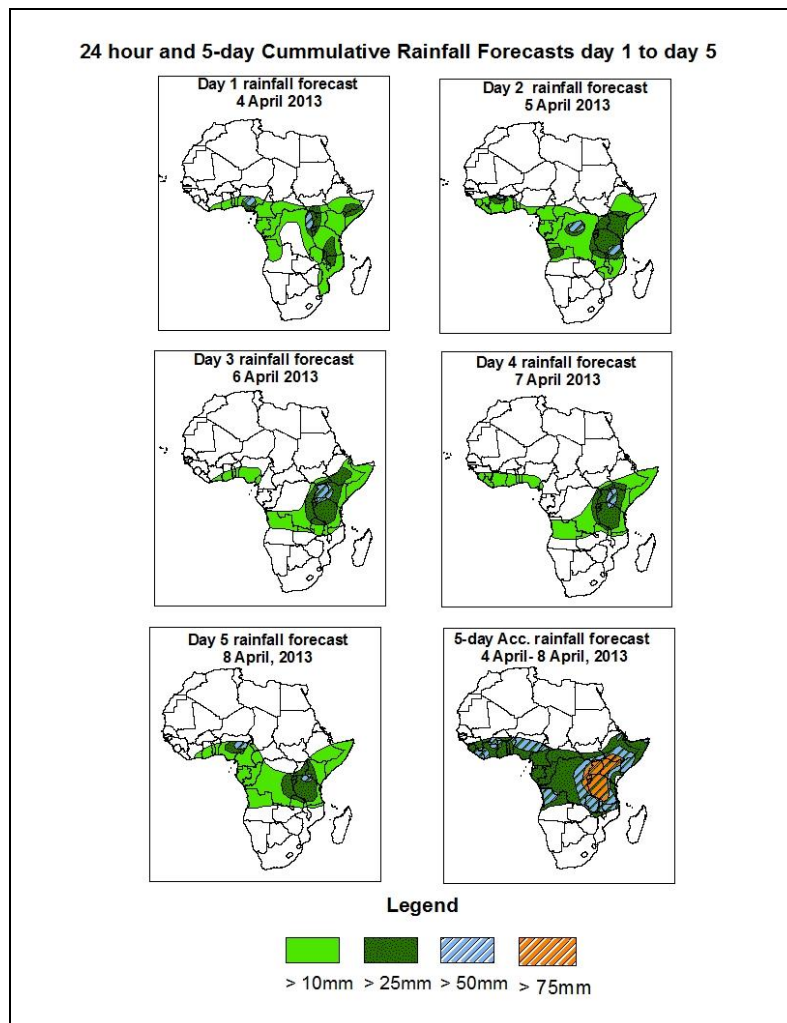 24 hour and 5-day Cummulative Rainfall Forecasts day 1 to day 5
Day 1 rainfall forecast
4 April 2013
Day 2 rainfall forecast
5 April 2013
Day 3 rainfall forecast
6 April 2013
Day 4 rainfall forecast
7 April 2013
Day 5 rainfall forecast
8 April, 2013
5-day Acc. rainfall forecast
4 April- 8 April, 2013
Legend
> 10mm > 25mm > 50mm > 75mm